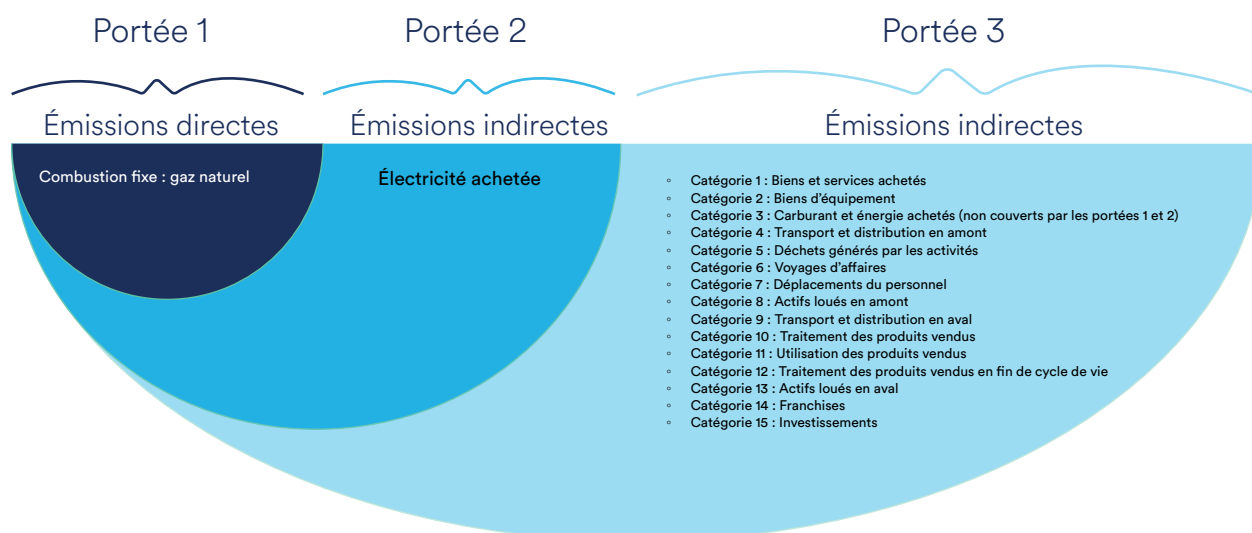 Portée 1
Portée 2
Portée 3
Émissions directes
Émissions indirectes
Émissions indirectes
Combustion fixe : gaz naturel
Électricité achetée
◦ Catégorie 1 : Biens et services achetés
◦ Catégorie 2 : Biens d'équipement
◦ Catégorie 3 : Carburant et énergie achetés (non couverts par les portées 1 et 2)
◦ Catégorie 4 : Transport et distribution en amont
◦ Catégorie 5 : Déchets générés par les activités
◦ Catégorie 6 : Voyages d'affaires
◦ Catégorie 7 : Déplacements du personnel
◦ Catégorie 8 : Actifs loués en amont
◦ Catégorie 9 : Transport et distribution en aval
◦ Catégorie 10 : Traitement des produits vendus
◦ Catégorie 11 : Utilisation des produits vendus
◦ Catégorie 12 : Traitement des produits vendus en fin de cycle de vie
◦ Catégorie 13 : Actifs loués en aval
◦ Catégorie 14 : Franchises
◦ Catégorie 15 : Investissements